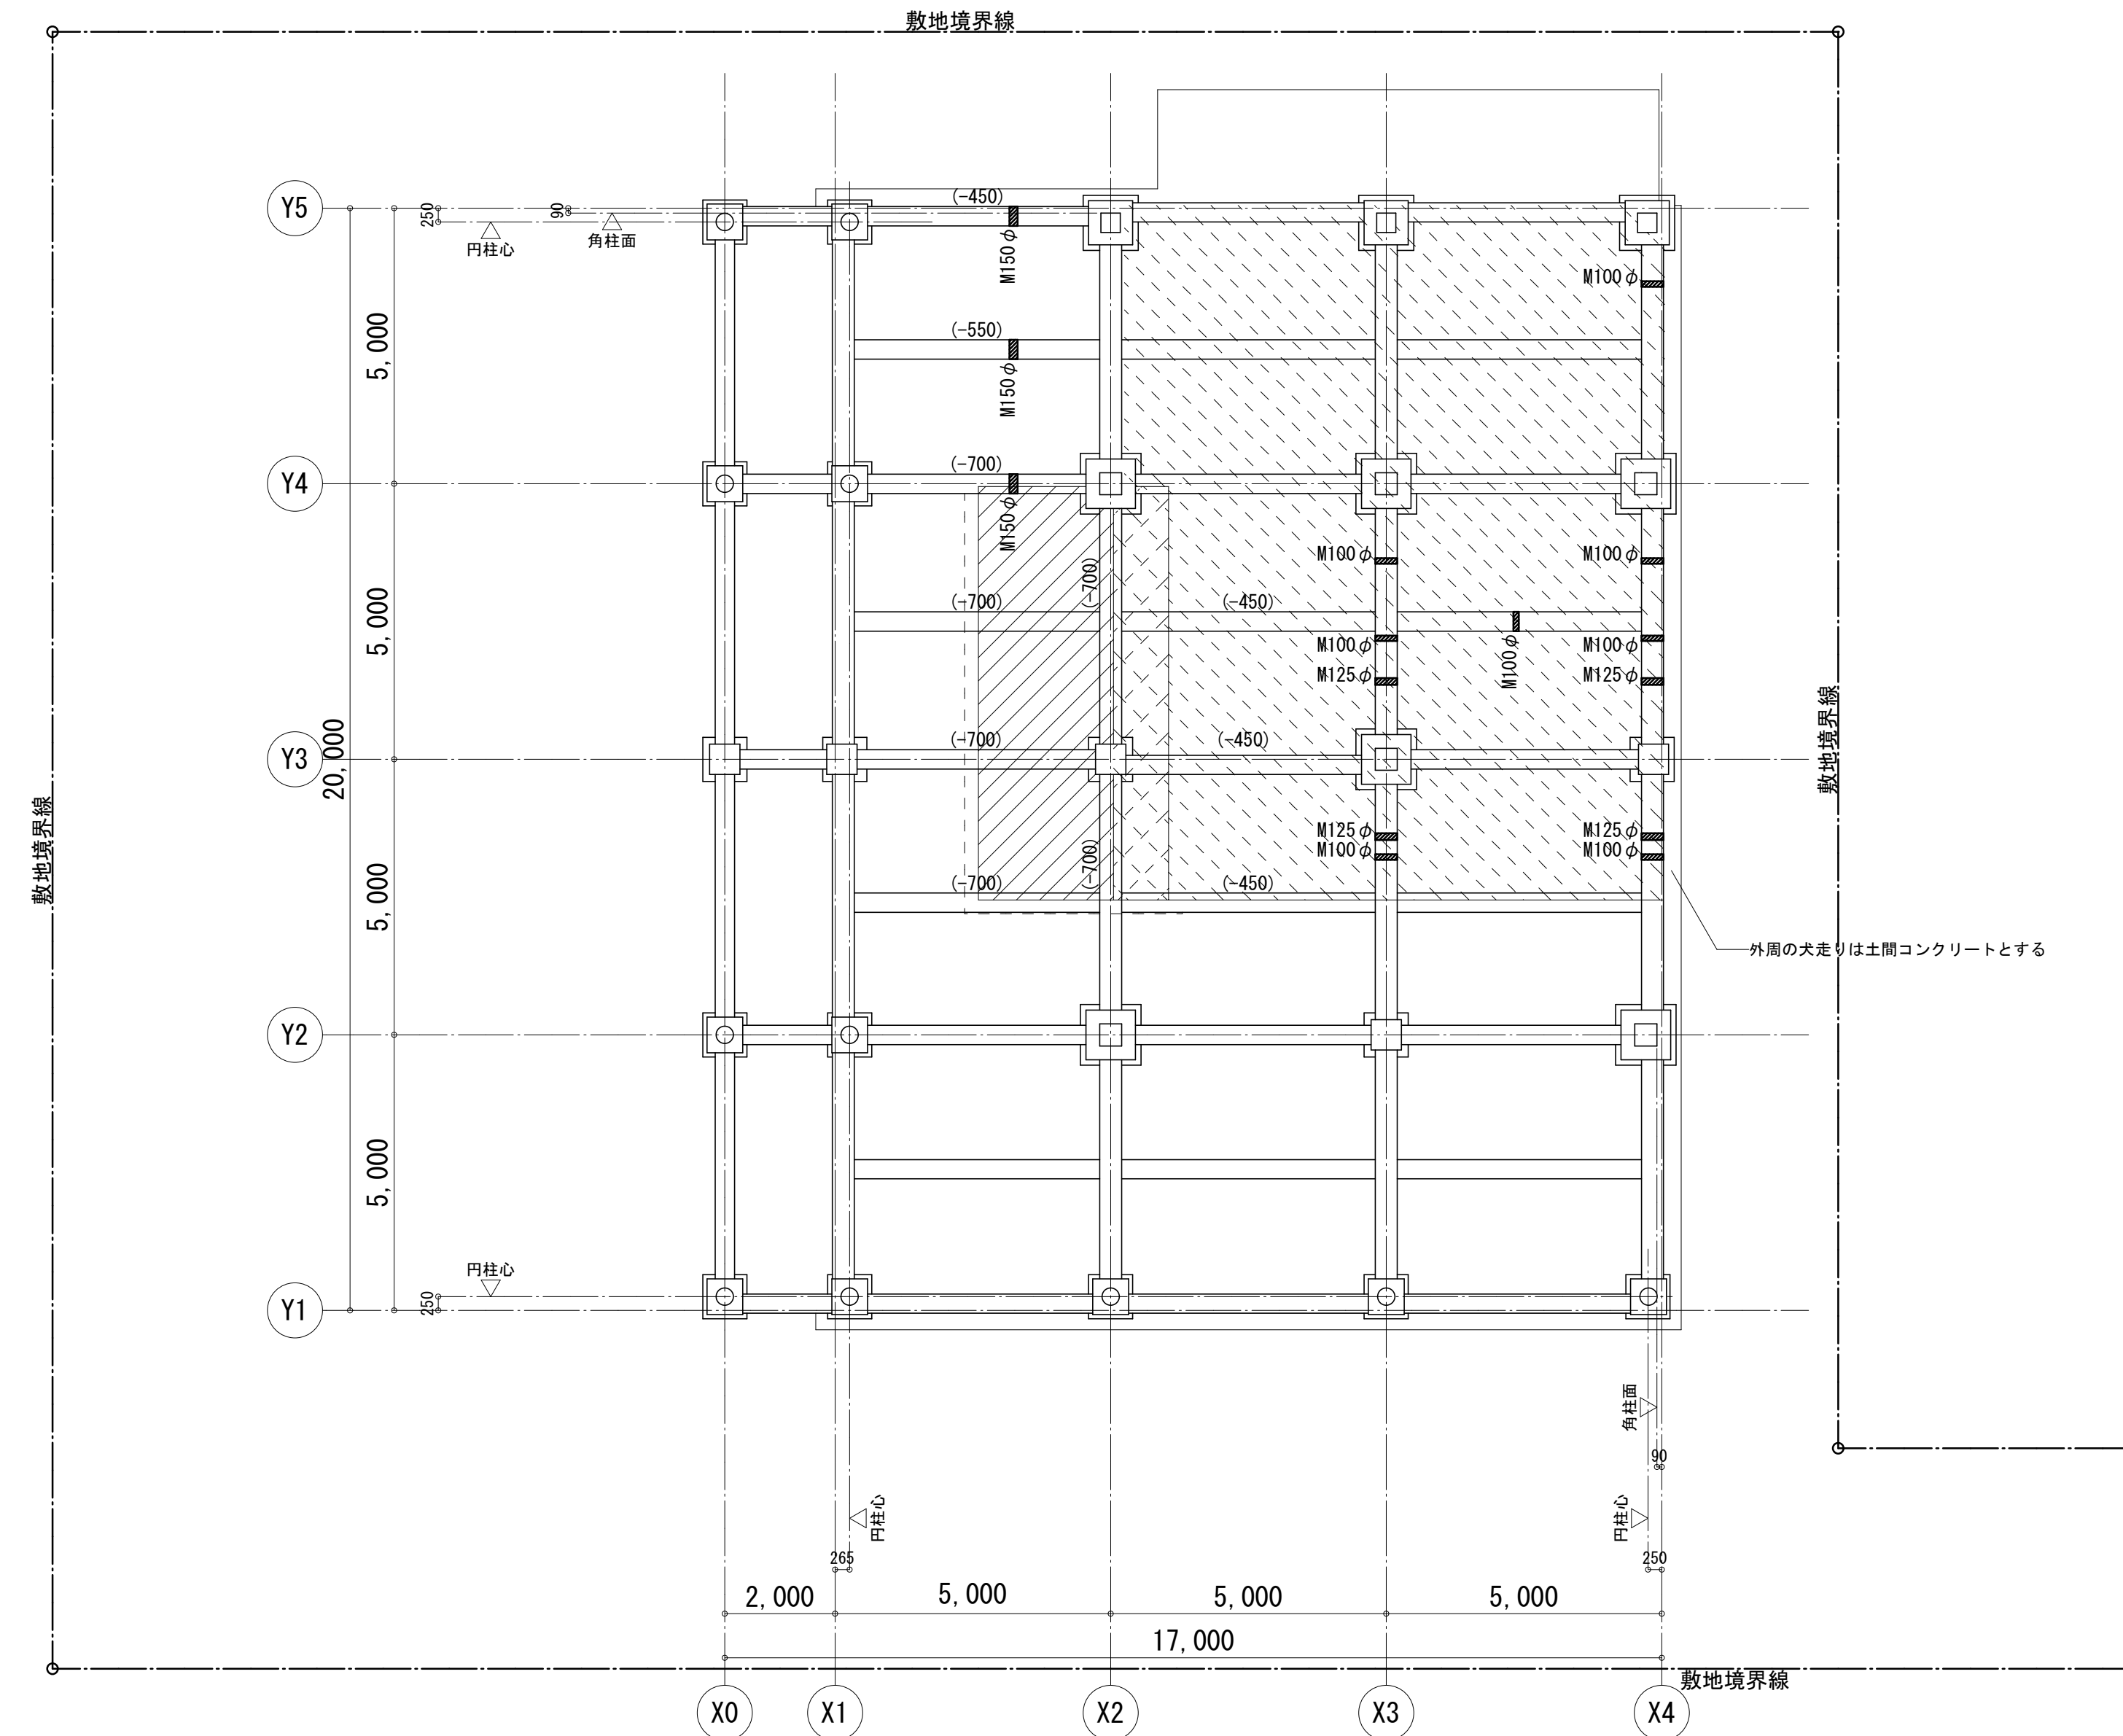 敷地境界線
Y5
250
90
(-450)
円柱心
角柱面
M150φ
M100φ
5,000
(-550)
M150φ
Y4
(-700)
M150φ
M100φ
M100φ
(-700)
5,000
(-700)
(-450)
M100φ
M100φ
M100φ
M125φ
M125φ
敷地境界線
Y3
20,000
(-700)
(-450)
敷地境界線
M125φ
M125φ
M100φ
M100φ
5,000
(-700)
(-700)
(-450)
外周の犬走りは土間コンクリートとする
Y2
5,000
円柱心
250
Y1
角柱面
90
円柱心
円柱心
265
250
2,000
5,000
5,000
5,000
17,000
敷地境界線
X0
X1
X2
X3
X4